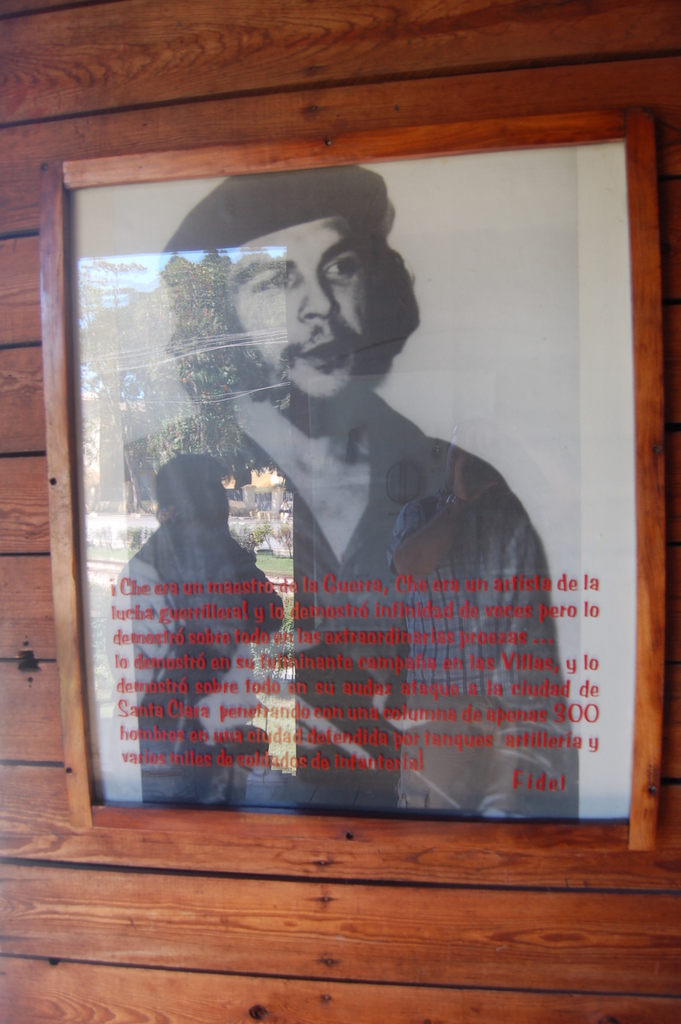 ¡Che era un maestro de la Guerra, Che era un artista de la
lucha guerrillera! y lo demostró infinidad de veces pero lo
demostró sobre todo en las extraordinarias proezas ...
lo demostró en su fulminante campaña en las Villas, y lo
demostró sobre todo en su audaz ataque a la ciudad de
Santa Clara penetrando con una columna de apenas 300
hombres en una ciudad defendida por tanques artillería y
varios miles de soldados de infantería!
Fidel